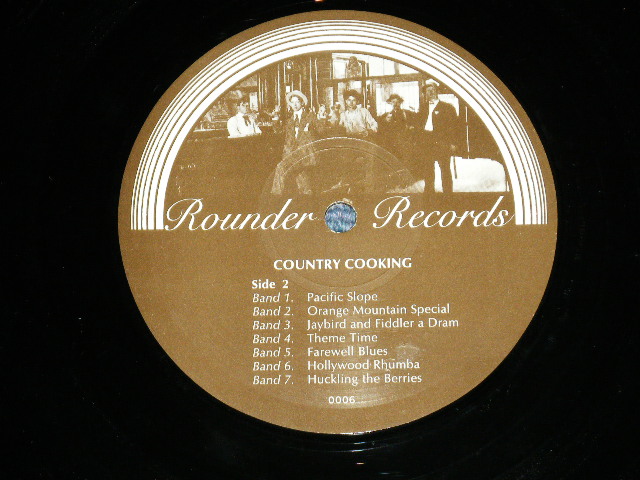 Rounder Records
COUNTRY COOKING
Side 2
Band 1. Pacific Slope
Band 2. Orange Mountain Special
Band 3. Jaybird and Fiddler a Dram
Band 4. Theme Time
Band 5. Farewell Blues
Band 6. Hollywood Rhumba
Band 7. Huckling the Berries
0006